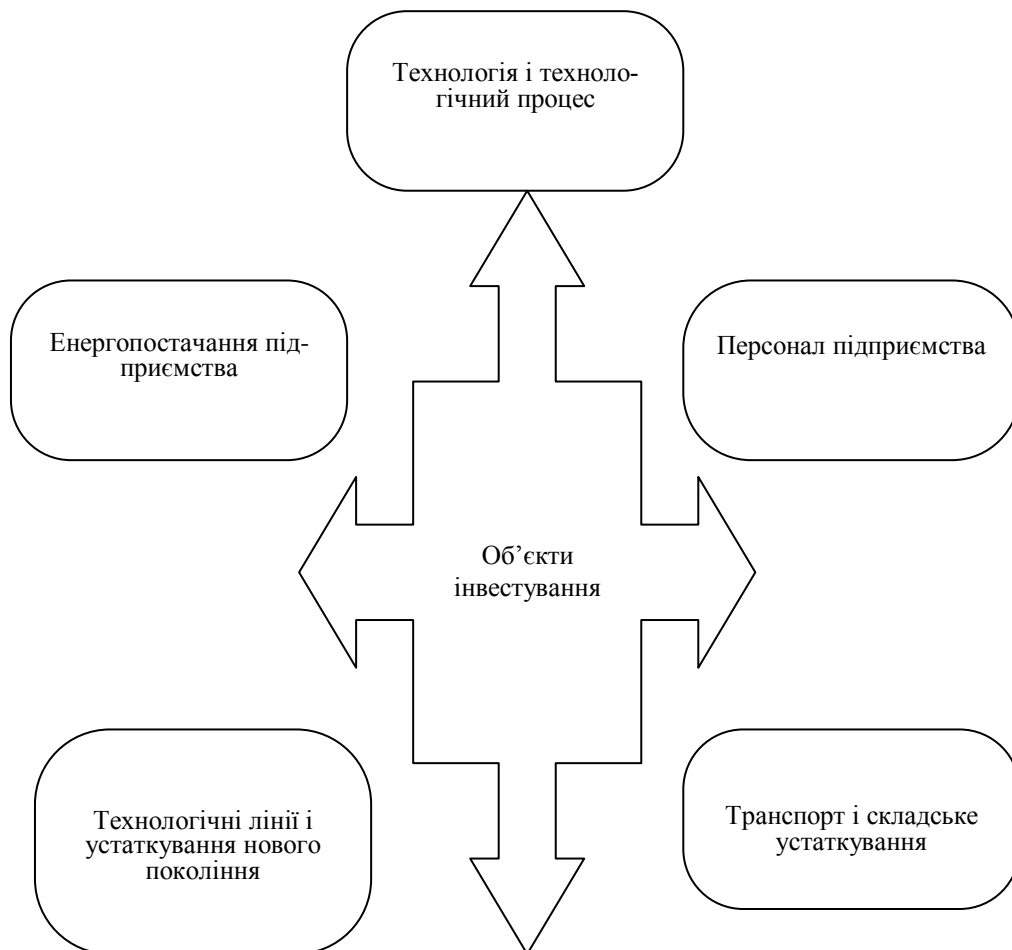 Технологія і техноло-
гічний процес
Енергопостачання під-
приємства
Персонал підприємства
Об’єкти
інвестування
Технологічні лінії і
устаткування нового
покоління
Транспорт і складське
устаткування